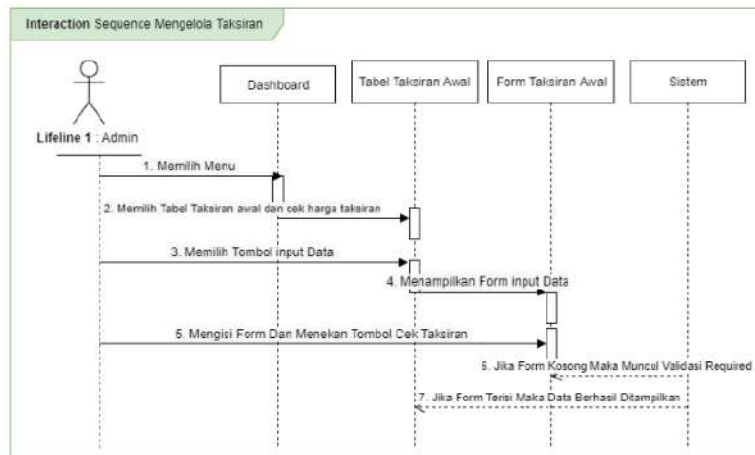 Interaction Sequence Mengelola Taksiran
Dashboard
Tabel Taksiran Awal
Form Taksiran Awal
Sistem
Lifeline 1 : Admin
1. Memilih Menu
2. Memilih Tabel Taksiran awal dan cek harga taksiran
3. Memilih Tombol input Data
4. Menampilkan Form input Data
5. Mengisi Form Dan Menekan Tombol Cek Taksiran
6. Jika Form Kosong Maka Muncul Validasi Required
7. Jika Form Terisi Maka Data Berhasil Ditampilkan